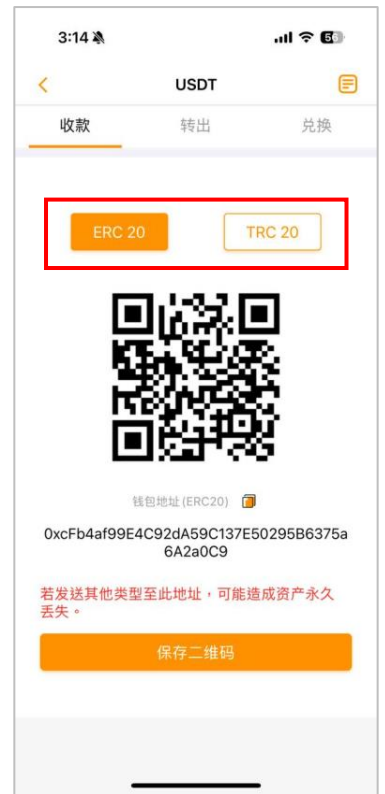 3:14
56
USDT
收款
转出
兑换
ERC 20
TRC 20
钱包地址 (ERC20)
0xcFb4af99E4C92dA59C137E50295B6375a
6A2a0C9
若发送其他类型至此地址，可能造成资产永久
丢失。
保存二维码